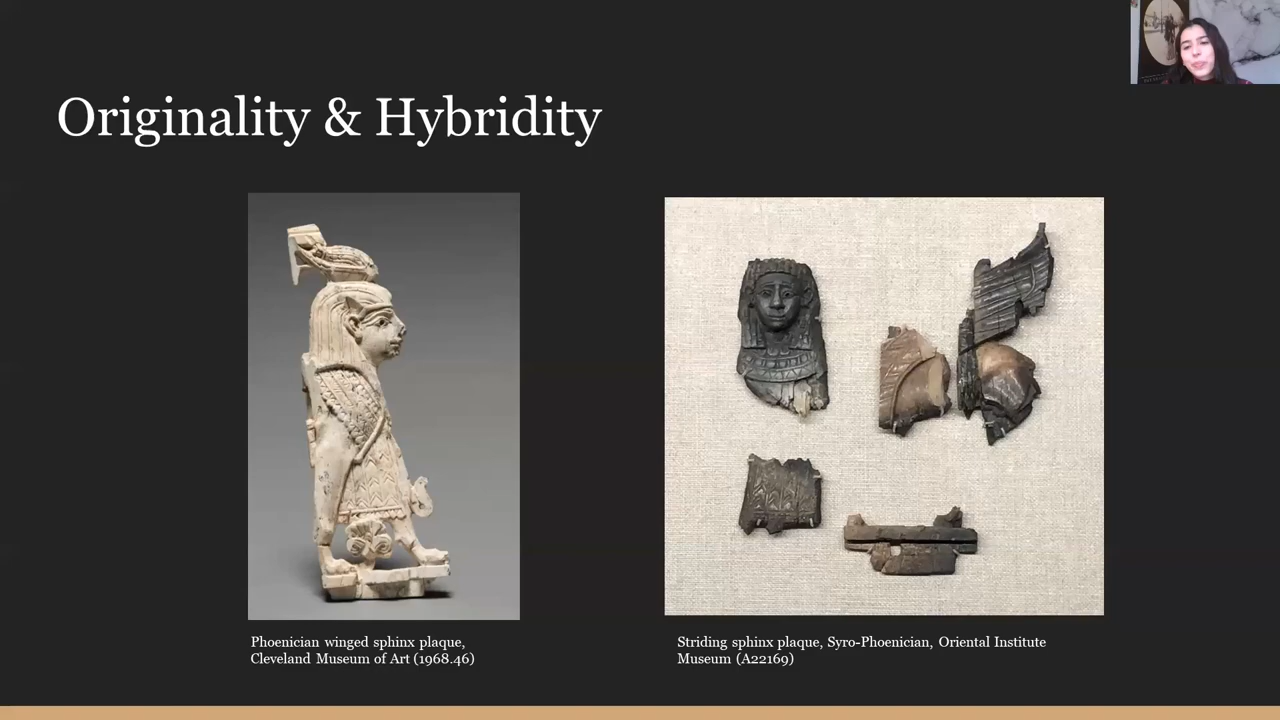 Originality & Hybridity
Phoenician winged sphinx plaque,
Cleveland Museum of Art (1968.46)
Striding sphinx plaque, Syro-Phoenician, Oriental Institute
Museum (A22169)